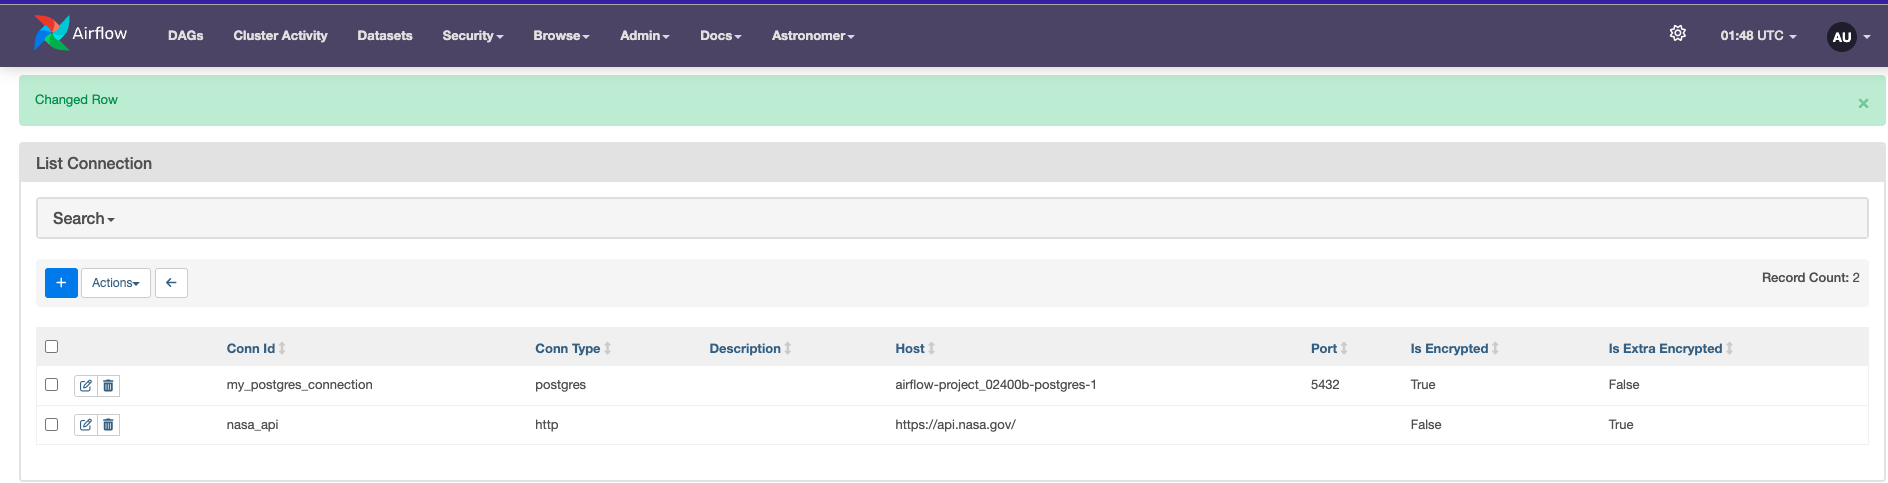 Airflow DAGs Cluster Activity Datasets Security Browse Admin Docs Astronomer 01:48 UTC AU
Changed Row ×
List Connection
Search
+ Actions Record Count: 2
Conn Id Conn Type Description Host Port Is Encrypted Is Extra Encrypted
my_postgres_connection postgres airflow-project_02400b-postgres-1 5432 True False
nasa_api http https://api.nasa.gov/ False True